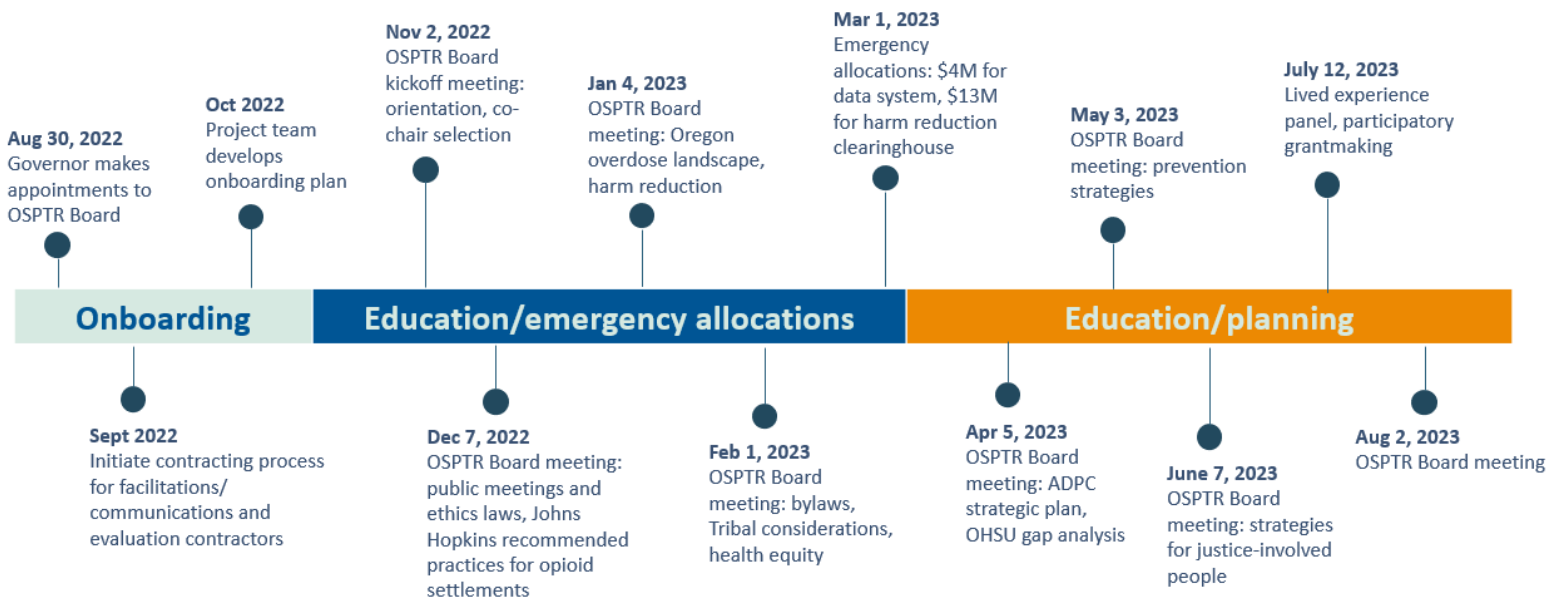 Aug 30, 2022
Governor makes
appointments to
OSPTR Board
Oct 2022
Project team
develops
onboarding plan
Nov 2, 2022
OSPTR Board
kickoff meeting:
orientation, co-
chair selection
Jan 4, 2023
OSPTR Board
meeting: Oregon
overdose landscape,
harm reduction
Mar 1, 2023
Emergency
allocations: $4M for
data system, $13M
for harm reduction
clearinghouse
May 3, 2023
OSPTR Board
meeting: prevention
strategies
July 12, 2023
Lived experience
panel, participatory
grantmaking
Onboarding
Education/emergency allocations
Education/planning
Sept 2022
Initiate contracting process
for facilitations/
communications and
evaluation contractors
Dec 7, 2022
OSPTR Board meeting:
public meetings and
ethics laws, Johns
Hopkins recommended
practices for opioid
settlements
Feb 1, 2023
OSPTR Board
meeting: bylaws,
Tribal considerations,
health equity
Apr 5, 2023
OSPTR Board
meeting: ADPC
strategic plan,
OHSU gap analysis
June 7, 2023
OSPTR Board
meeting: strategies
for justice-involved
people
Aug 2, 2023
OSPTR Board meeting